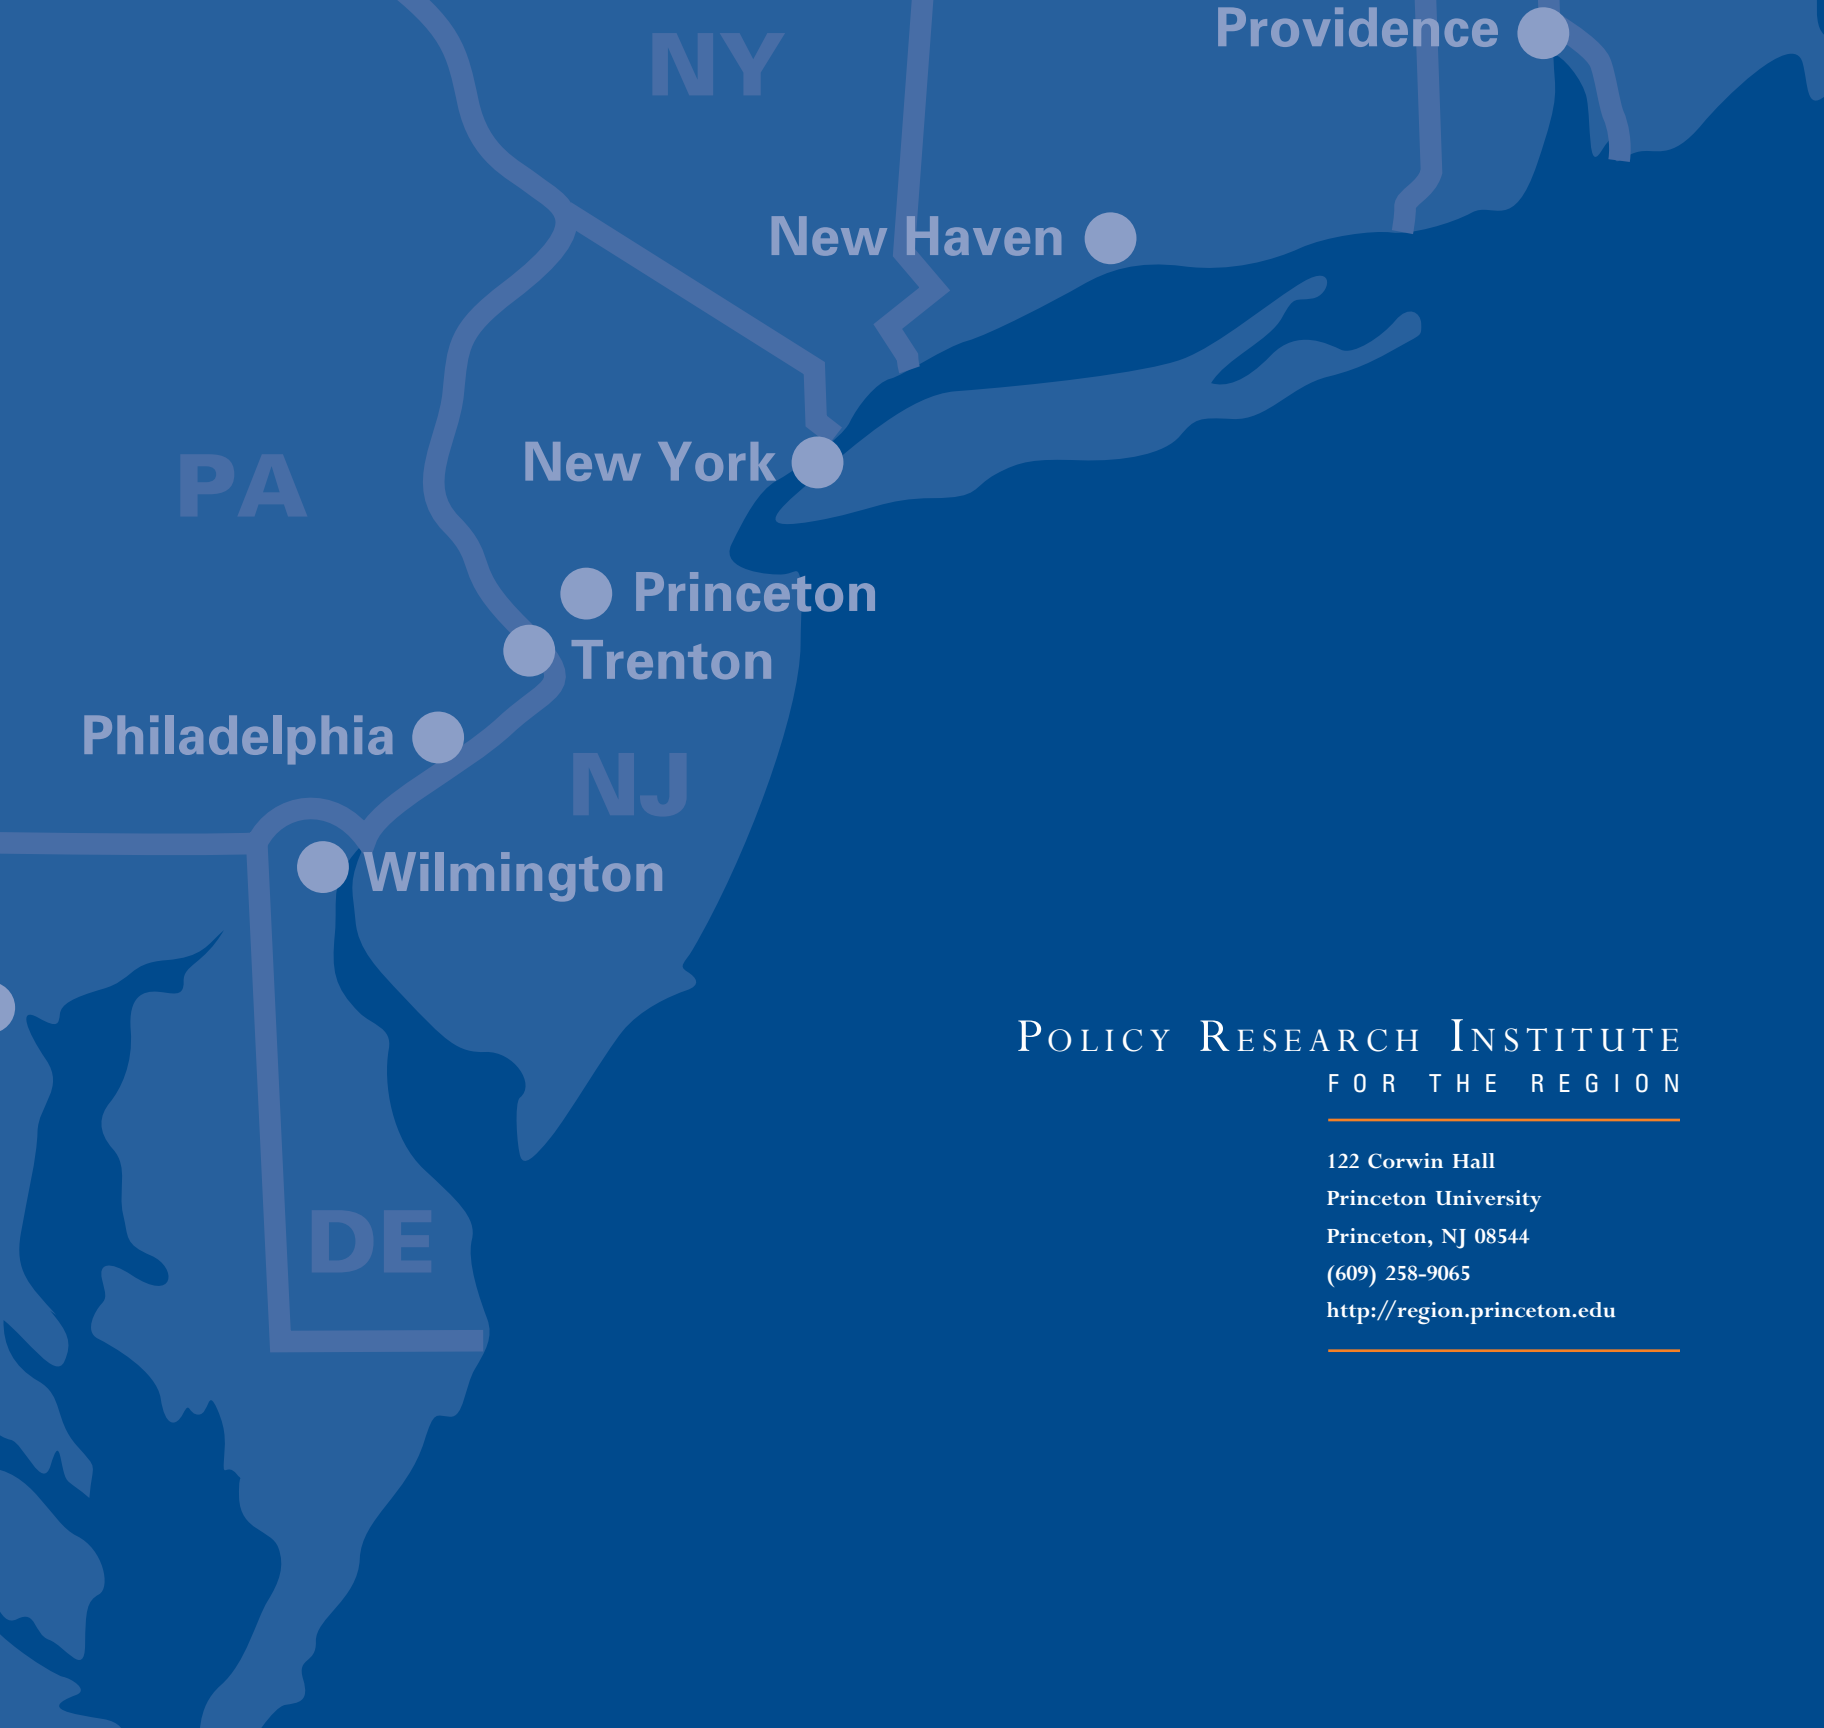 Providence
NY
New Haven
New York
PA
Princeton
Trenton
Philadelphia
NJ
Wilmington
POLICY RESEARCH INSTITUTE
FOR THE REGION
122 Corwin Hall
Princeton University
Princeton, NJ 08544
(609) 258-9065
http://region.princeton.edu
DE